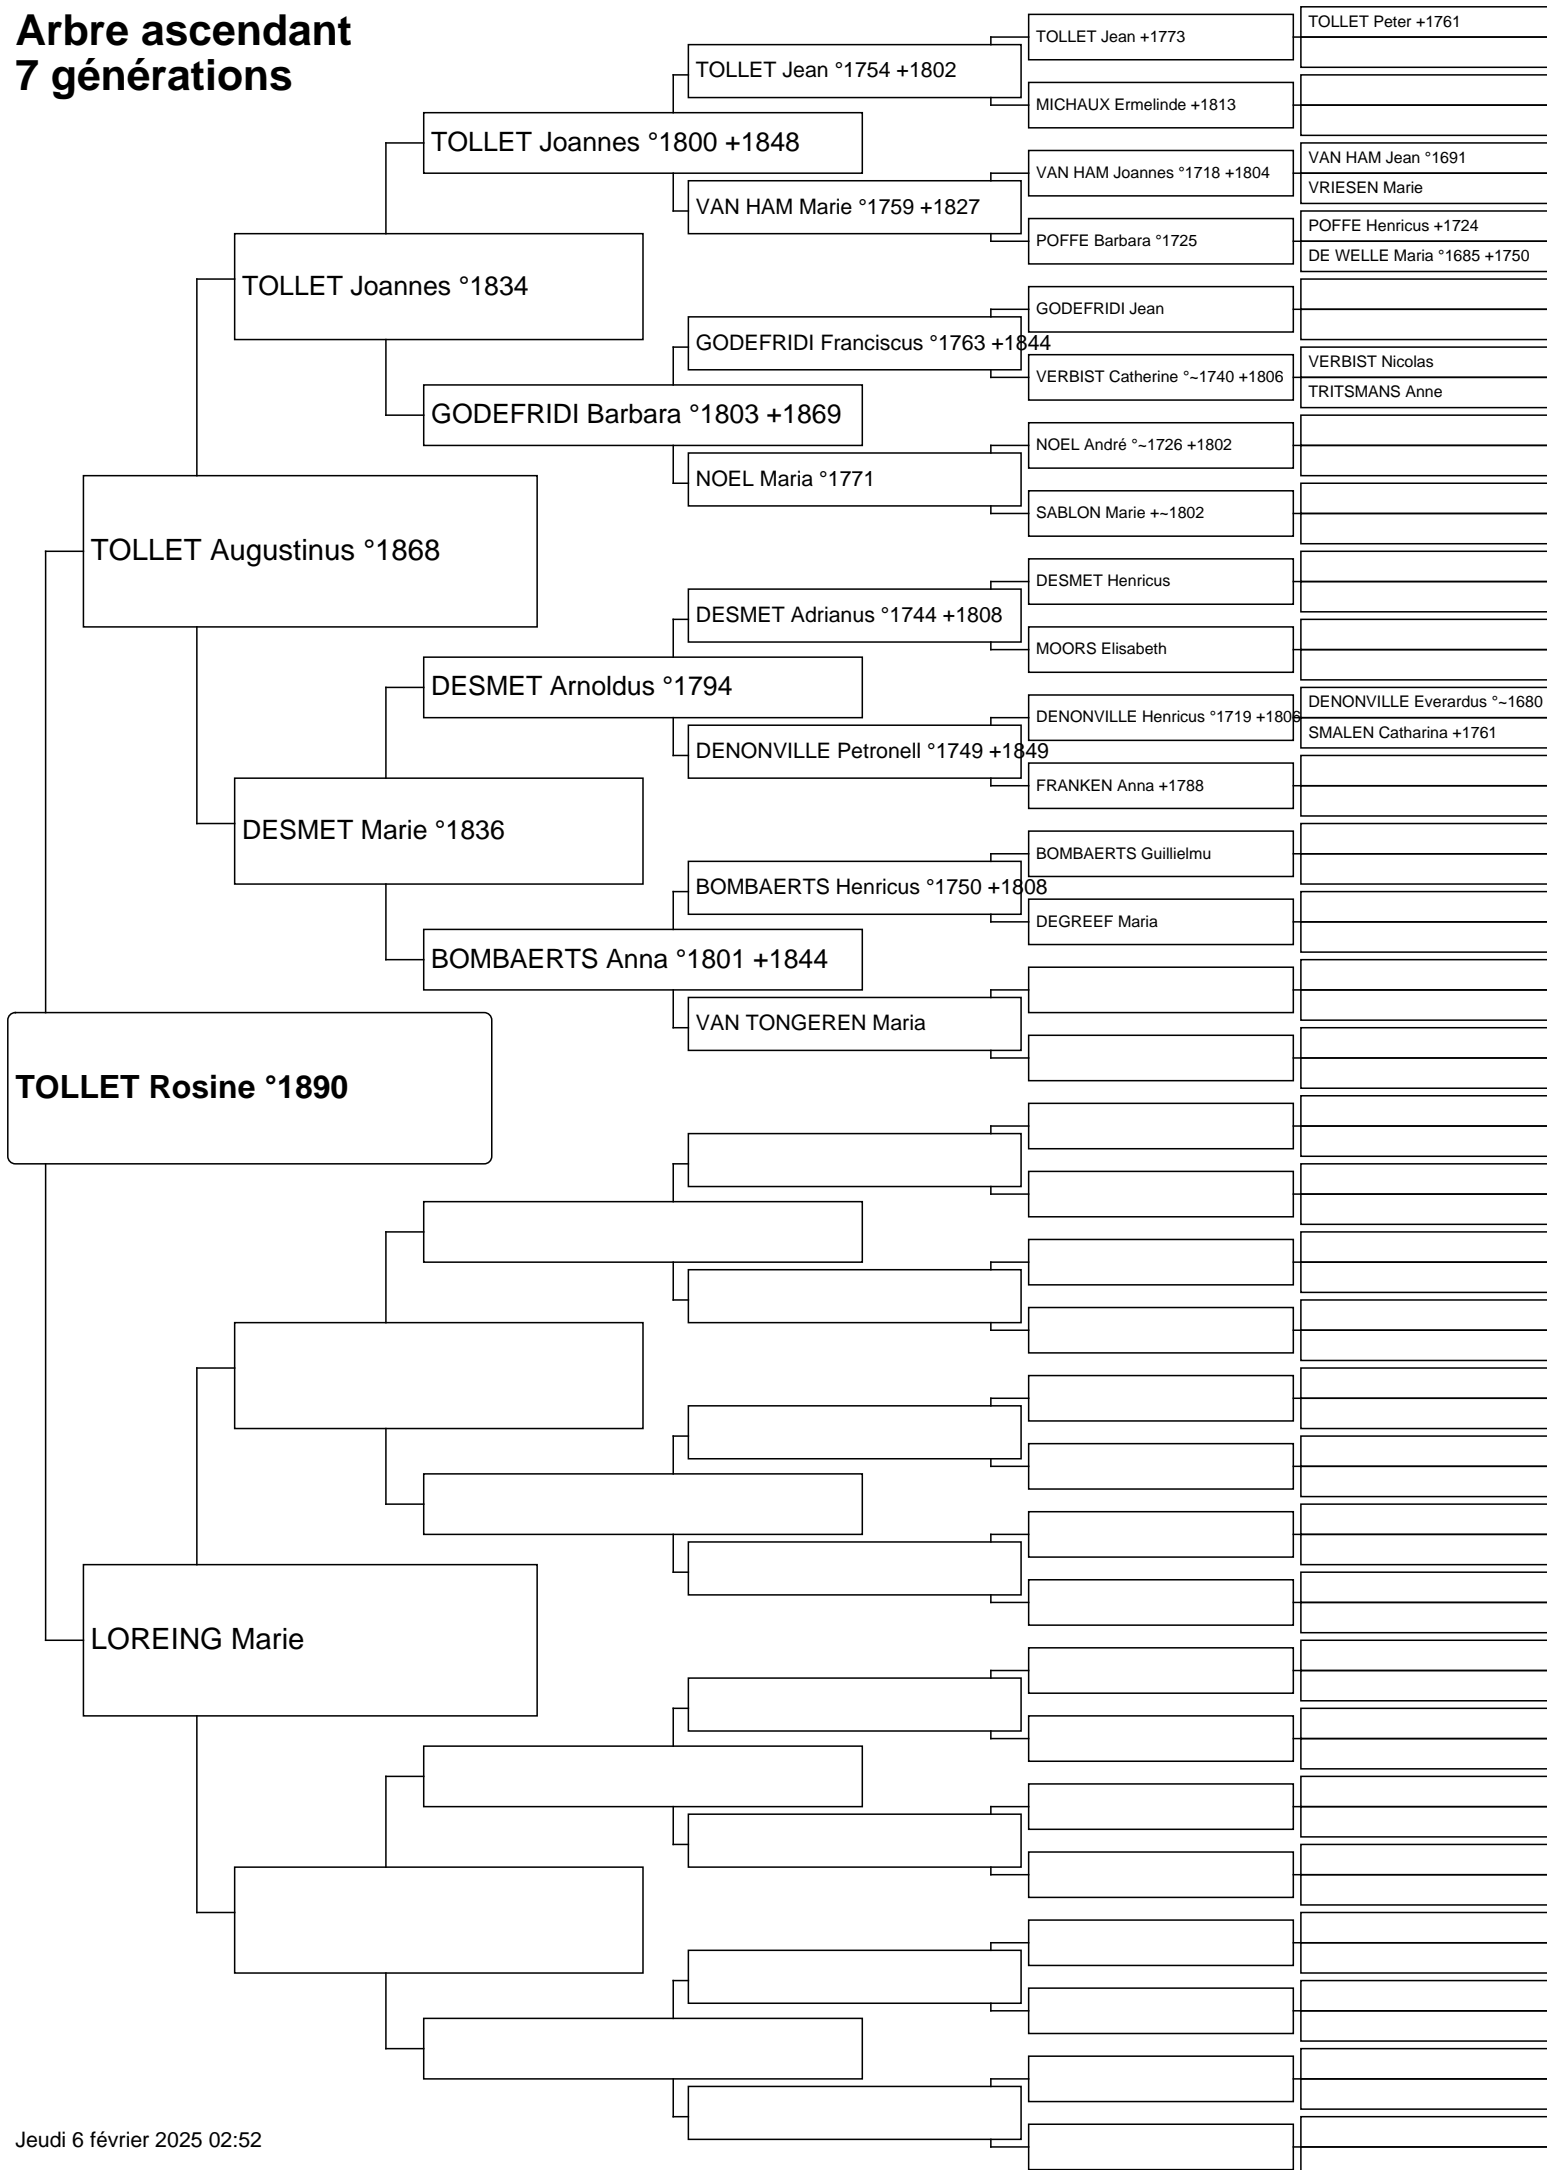 Arbre ascendant
7 générations
TOLLET Rosine °1890
TOLLET Augustinus °1868
LOREING Marie
TOLLET Joannes °1834
DESMET Marie °1836
TOLLET Joannes °1800 +1848
GODEFRIDI Barbara °1803 +1869
DESMET Arnoldus °1794
BOMBAERTS Anna °1801 +1844
TOLLET Jean °1754 +1802
VAN HAM Marie °1759 +1827
GODEFRIDI Franciscus °1763 +1844
NOEL Maria °1771
DESMET Adrianus °1744 +1808
DENONVILLE Petronell °1749 +1849
BOMBAERTS Henricus °1750 +1808
VAN TONGEREN Maria
TOLLET Jean +1773
MICHAUX Ermelinde +1813
VAN HAM Joannes °1718 +1804
POFFE Barbara °1725
GODEFRIDI Jean
VERBIST Catherine °~1740 +1806
NOEL André °~1726 +1802
SABLON Marie +~1802
DESMET Henricus
MOORS Elisabeth
DENONVILLE Henricus °1719 +1806
FRANKEN Anna +1788
BOMBAERTS Guillielmu
DEGREEF Maria
TOLLET Peter +1761
VAN HAM Jean °1691
VRIESEN Marie
POFFE Henricus +1724
DE WELLE Maria °1685 +1750
VERBIST Nicolas
TRITSMANS Anne
DENONVILLE Everardus °~1680
SMALEN Catharina +1761
Jeudi 6 février 2025 02:52